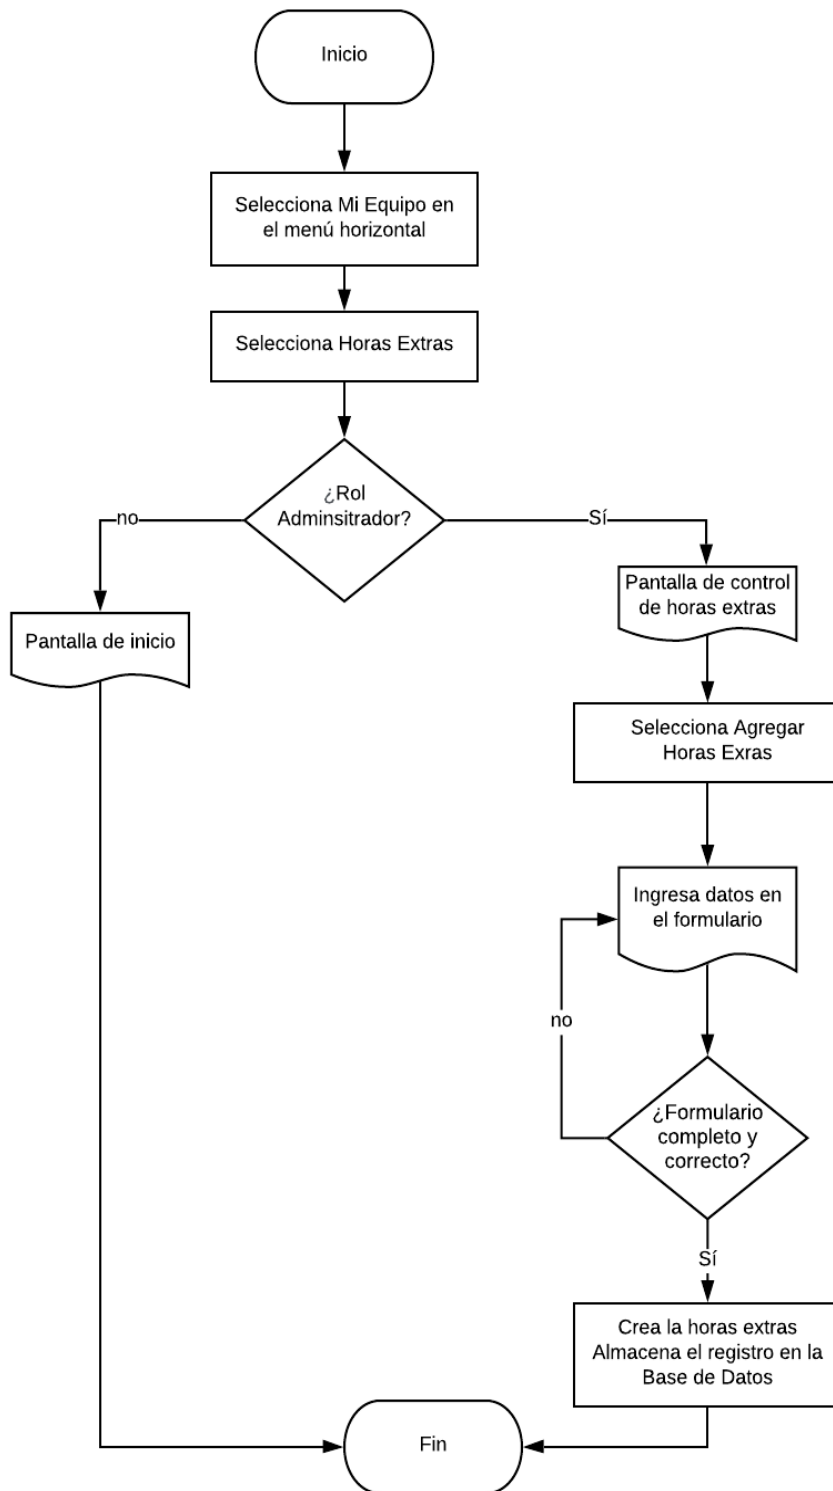 Inicio
Selecciona Mi Equipo en
el menú horizontal
Selecciona Horas Extras
¿Rol
Adminsitrador?
no
Sí
Pantalla de inicio
Pantalla de control
de horas extras
Selecciona Agregar
Horas Exras
Ingresa datos en
el formulario
no
¿Formulario
completo y
correcto?
Sí
Crea la horas extras
Almacena el registro en la
Base de Datos
Fin